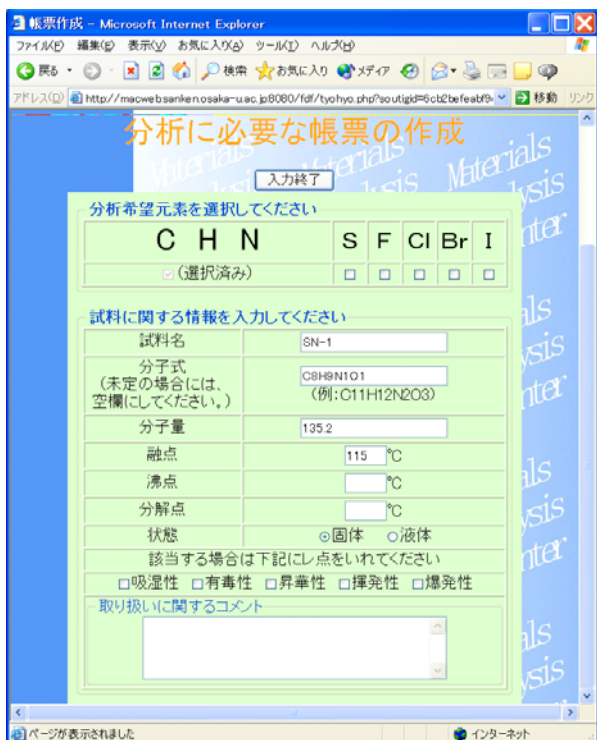 帳票作成 - Microsoft Internet Explorer
ファイル(F) 編集(E) 表示(V) お気に入り(A) ツール(T) ヘルプ(H)
戻る 検索 お気に入り メディア
アドレス(D) http://macweb.sanken.osaka-u.ac.jp:8080/fdf/tyohyo.php?soutigid=6cb2befeabf9 移動 リンク
分析に必要な帳票の作成
入力終了
分析希望元素を選択してください
C H N S F Cl Br I
(選択済み)
試料に関する情報を入力してください
試料名 SN-1
分子式
(未定の場合には、
空欄にしてください。)
C8H9N1O1
(例:C11H12N2O3)
分子量 135.2
融点 115 ℃
沸点 ℃
分解点 ℃
状態 固体 液体
該当する場合は下記にレ点をいれてください
吸湿性 有毒性 昇華性 揮発性 爆発性
取り扱いに関するコメント
Materials
ページが表示されました インターネット